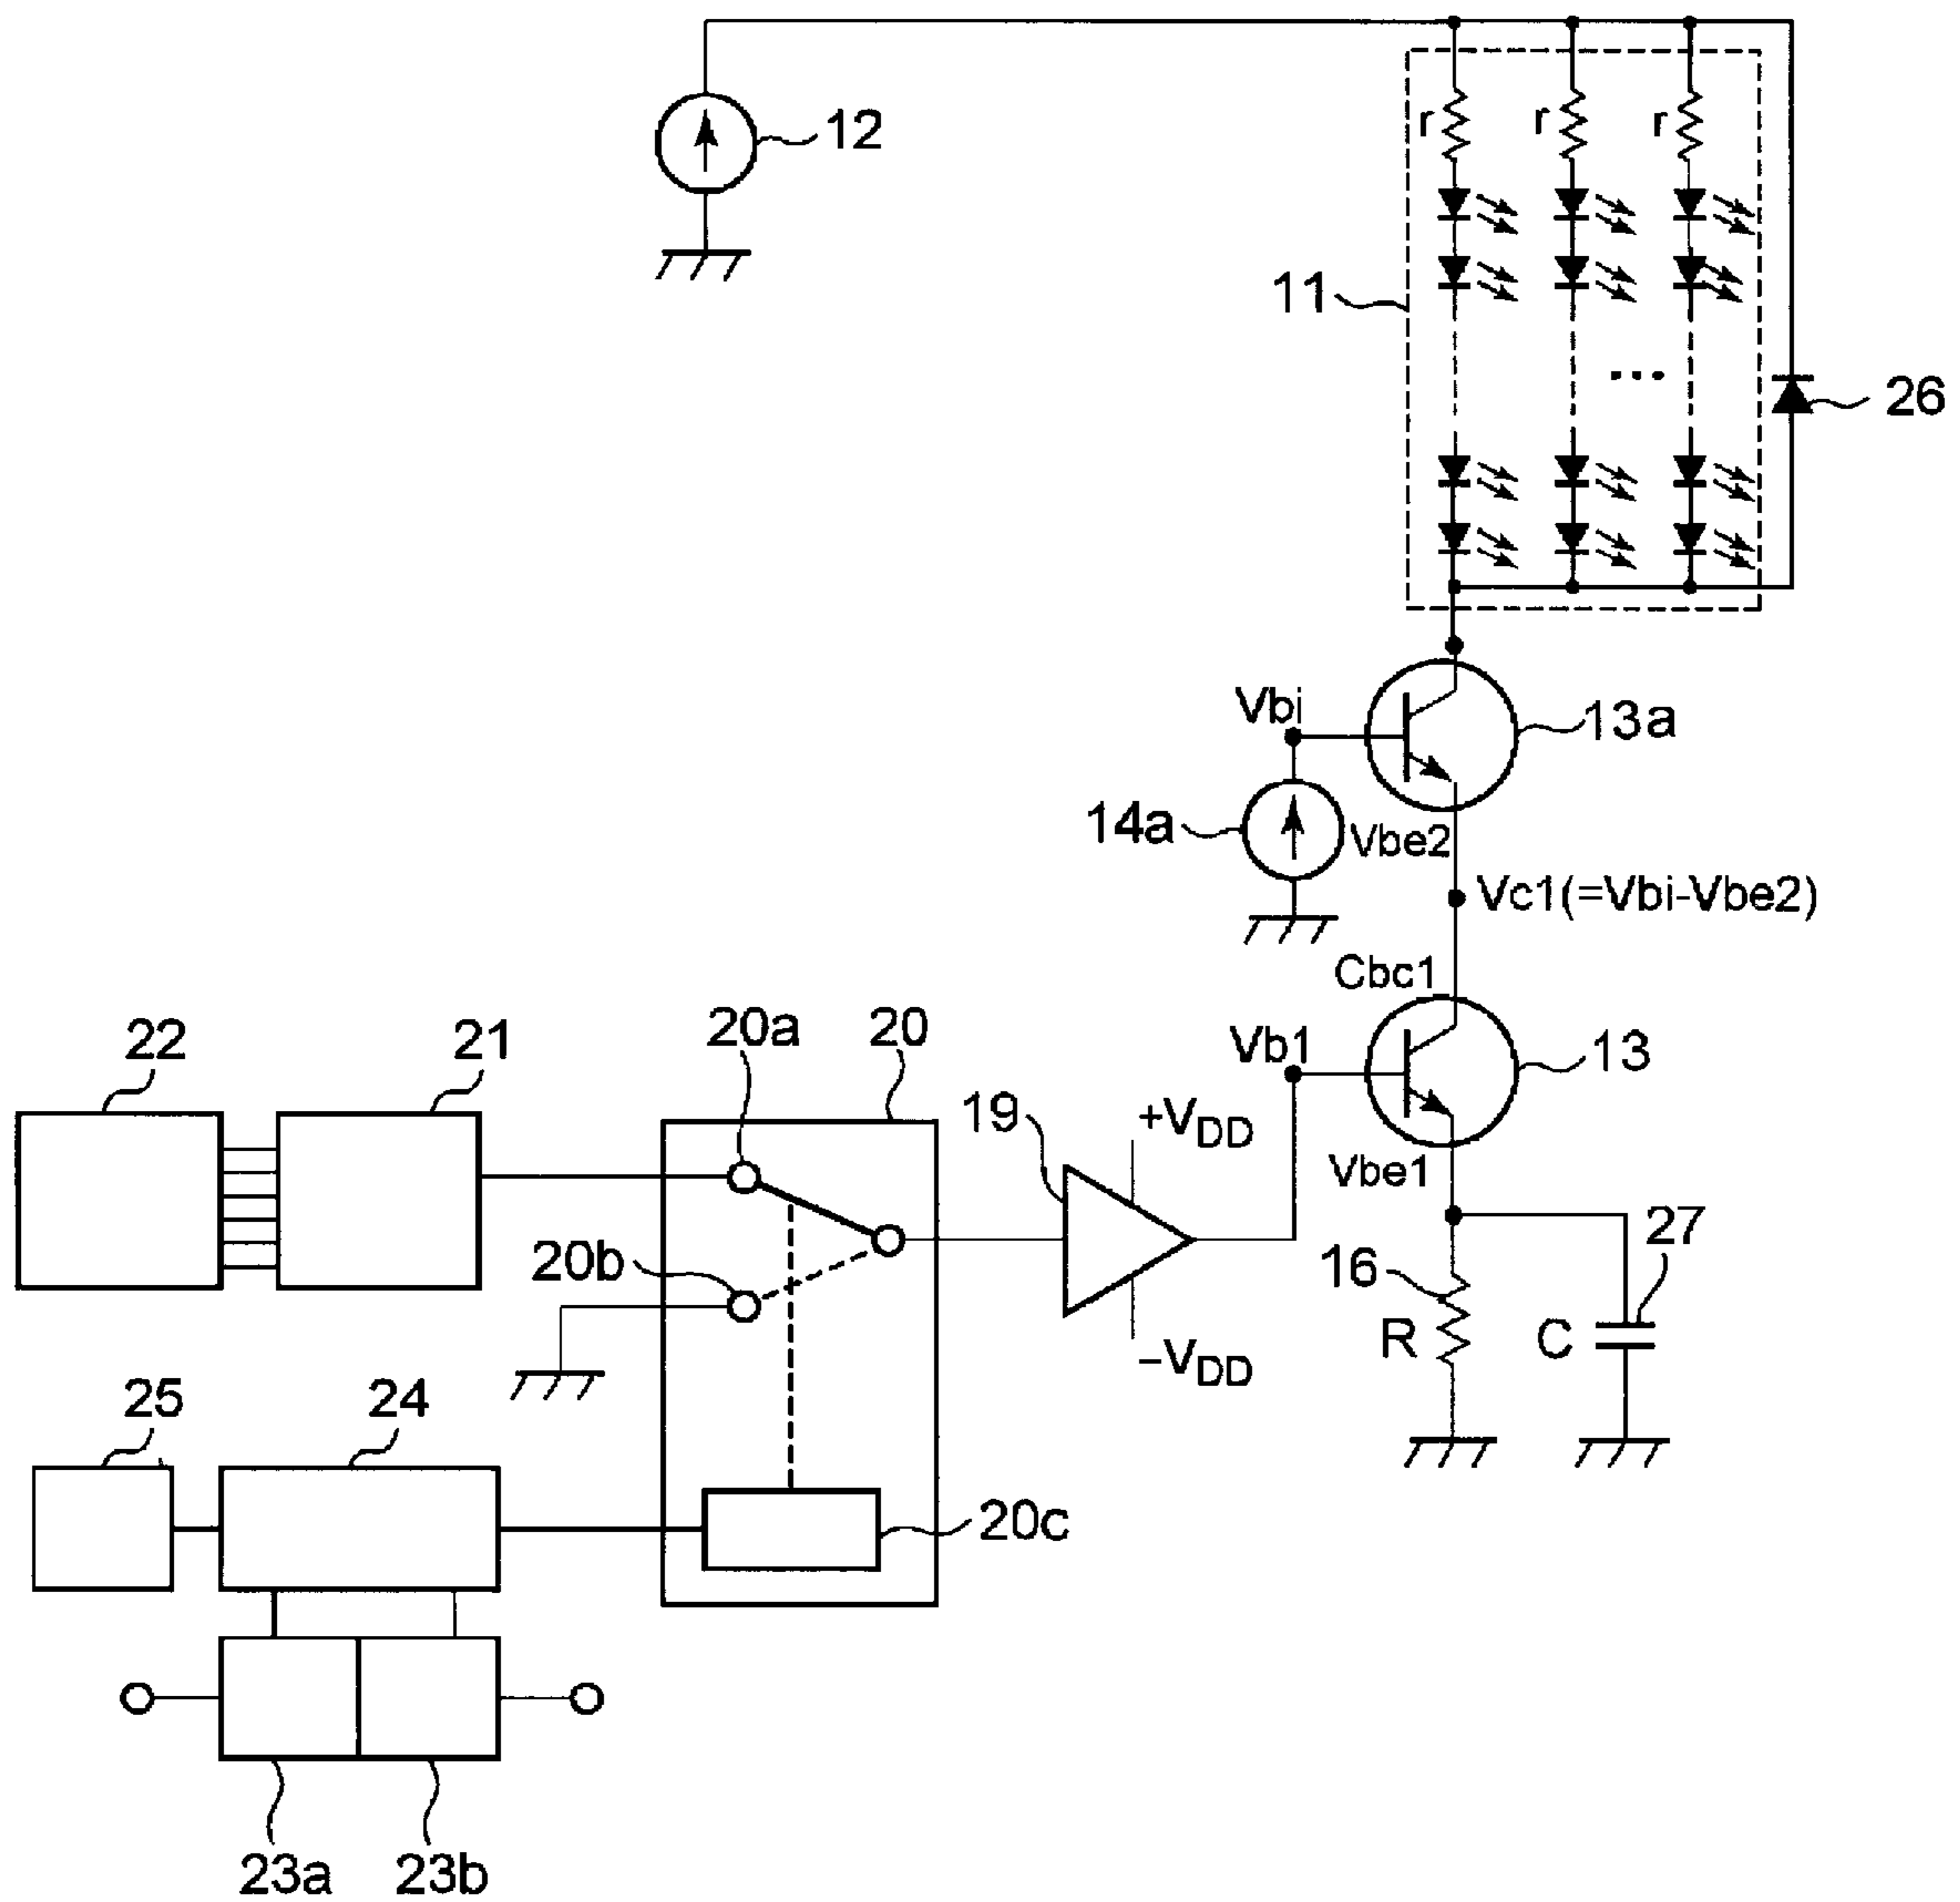 12
r
r
r
11
...
26
Vbi
13a
14a
Vbe2
Vc1(=Vbi-Vbe2)
Cbc1
22
21
20a
20
Vb1
13
19
+VDD
Vbe1
27
20b
16
R
C
−VDD
25
24
20c
23a
23b